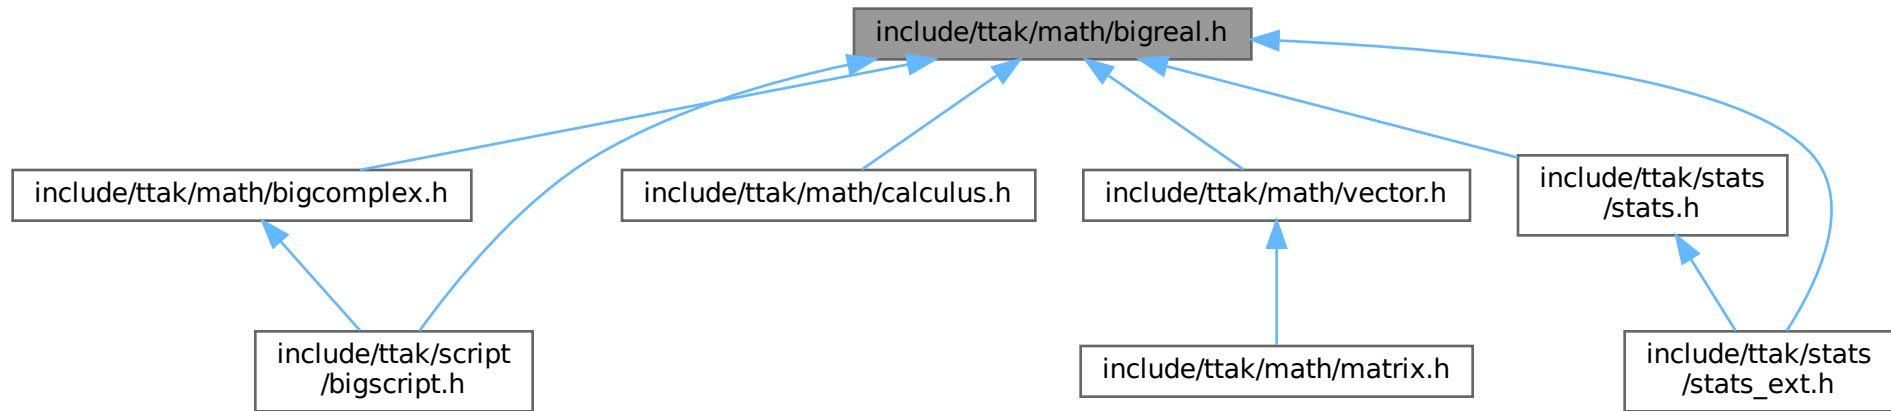 include/ttak/math/bigreal.h
include/ttak/math/bigcomplex.h
include/ttak/math/calculus.h
include/ttak/math/vector.h
include/ttak/stats
/stats.h
include/ttak/script
/bigscript.h
include/ttak/math/matrix.h
include/ttak/stats
/stats_ext.h